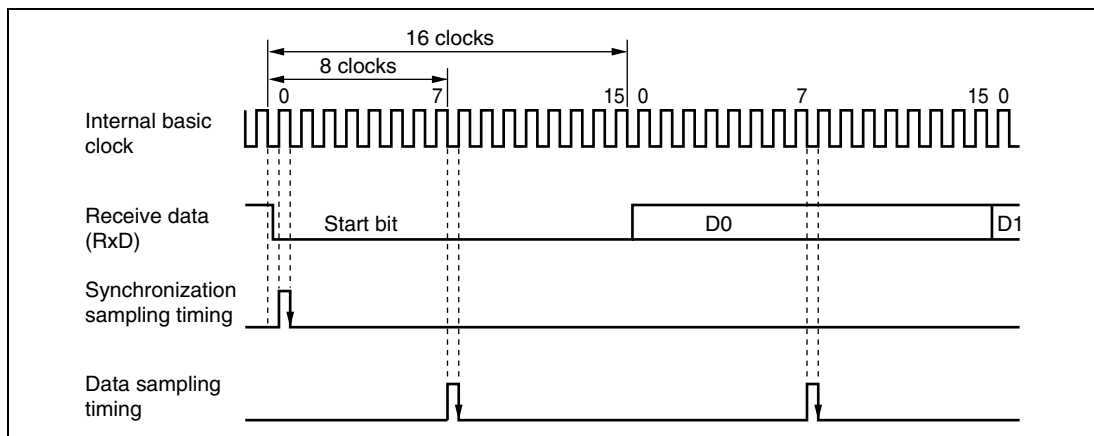 16 clocks
8 clocks
0 7 15 0 7 15 0
Internal basic
clock
Receive data
(RxD)
Start bit D0 D1
Synchronization
sampling timing
Data sampling
timing